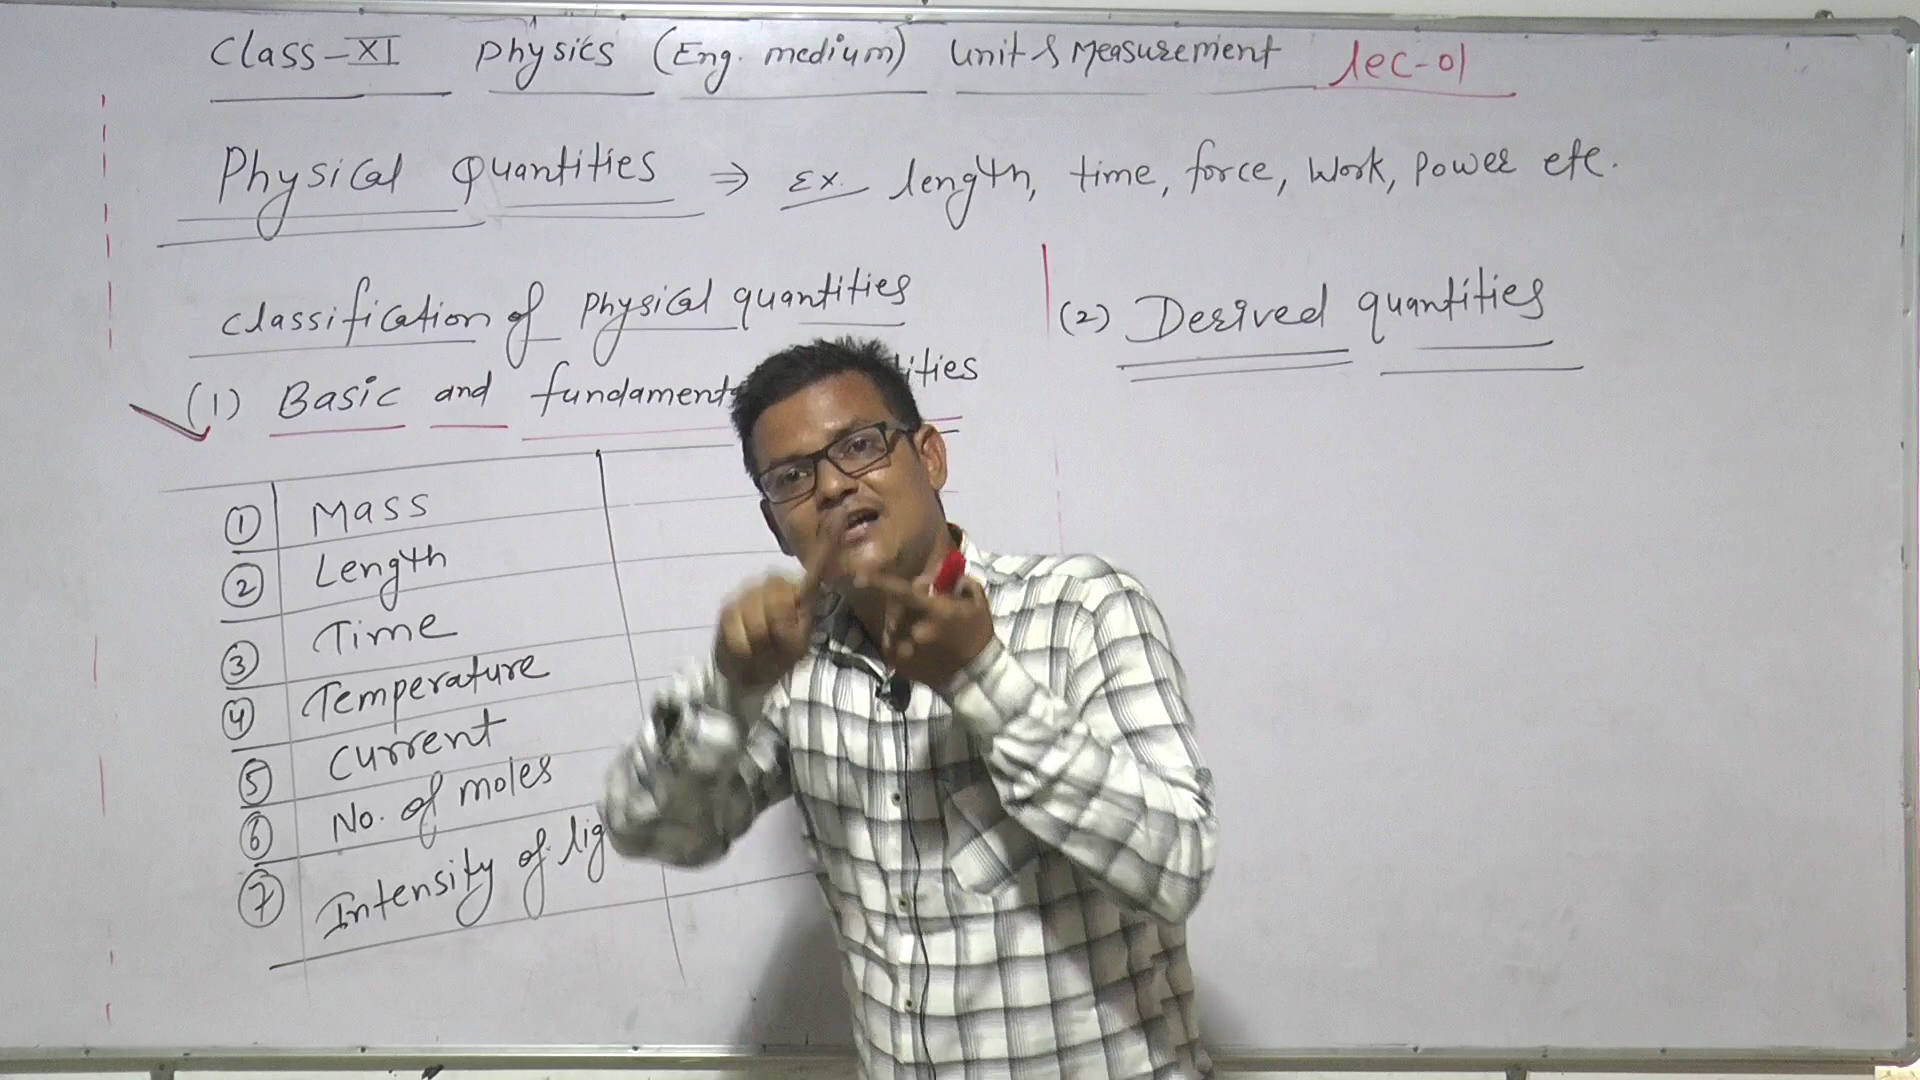 Class-XI Physics (Eng. medium) Unit & Measurement Lec-01
Physical Quantities ⇒ Ex. length, time, force, Work, Power etc.
Classification of physical quantities
(1) Basic and fundament ities
① Mass
② Length
③ Time
④ Temperature
⑤ Current
⑥ No. of moles
⑦ Intensity of lig
(2) Derived quantities